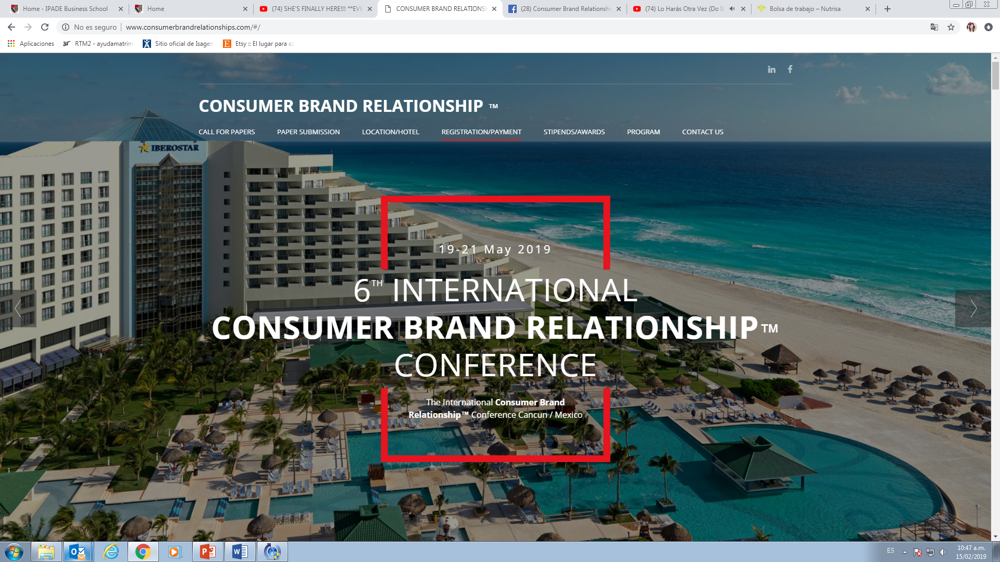 Home - IPADE Business School
Home
(74) SHE'S FINALLY HERE!!! **EVE
CONSUMER BRAND RELATIONS
(28) Consumer Brand Relationshi
(74) Lo Harás Otra Vez (Do It
Bolsa de trabajo – Nutrisa
No es seguro
www.consumerbrandrelationships.com/#/
Aplicaciones
RTM2 - ayudamatrim
Sitio oficial de Isagen
Etsy :: El lugar para co
CONSUMER BRAND RELATIONSHIP ™
CALL FOR PAPERS
PAPER SUBMISSION
LOCATION/HOTEL
REGISTRATION/PAYMENT
STIPENDS/AWARDS
PROGRAM
CONTACT US
IBEROSTAR
19-21 May 2019
6TH INTERNATIONAL
CONSUMER BRAND RELATIONSHIP™
CONFERENCE
The International Consumer Brand
Relationship™ Conference Cancun / Mexico
ES
10:47 a.m.
15/02/2019